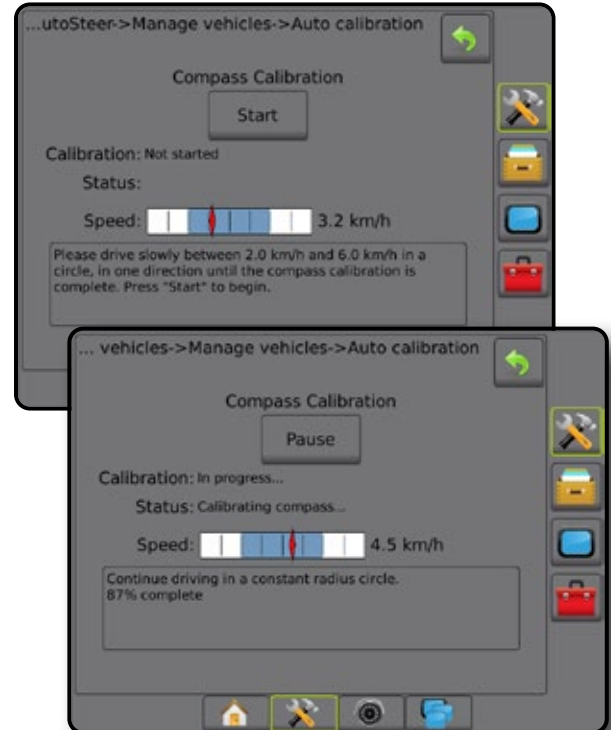 ...utoSteer->Manage vehicles->Auto calibration
Compass Calibration
Start
Calibration: Not started
Status:
Speed: 3.2 km/h
Please drive slowly between 2.0 km/h and 6.0 km/h in a
circle, in one direction until the compass calibration is
complete. Press "Start" to begin.
... vehicles->Manage vehicles->Auto calibration
Compass Calibration
Pause
Calibration: In progress...
Status: Calibrating compass...
Speed: 4.5 km/h
Continue driving in a constant radius circle.
87% complete